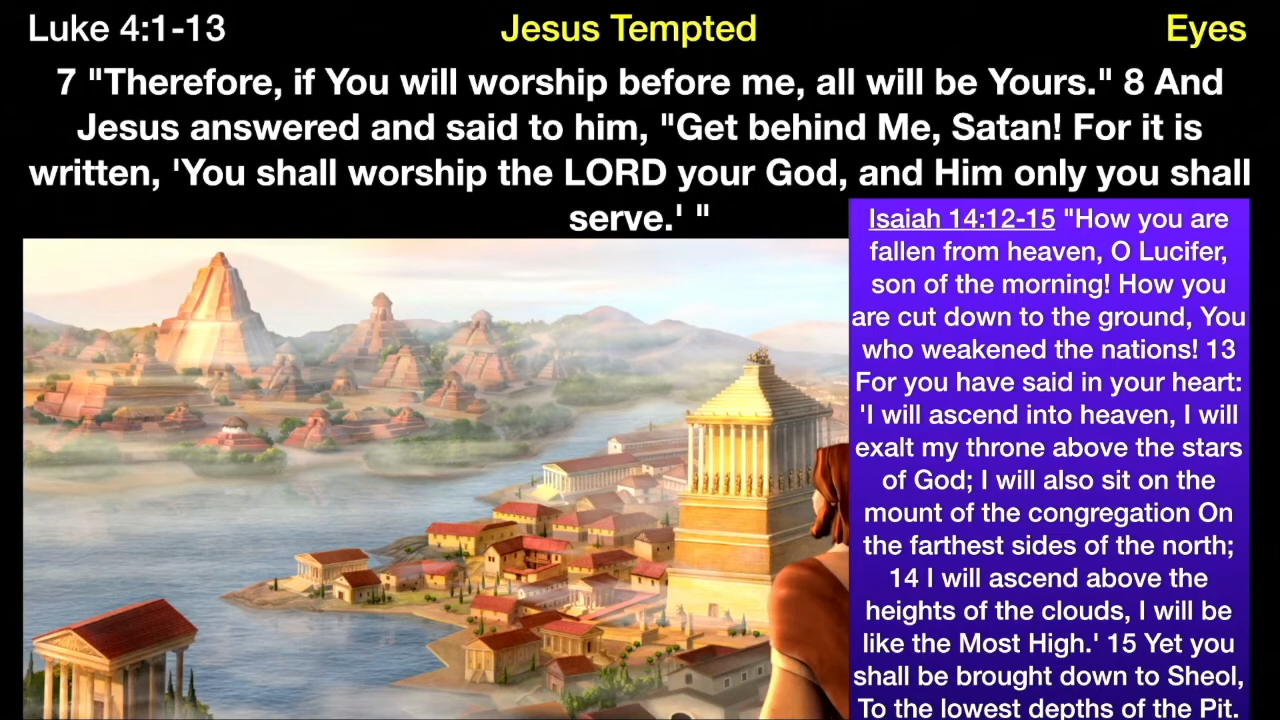 Luke 4:1-13
Jesus Tempted
Eyes
7 "Therefore, if You will worship before me, all will be Yours." 8 And
Jesus answered and said to him, "Get behind Me, Satan! For it is
written, 'You shall worship the LORD your God, and Him only you shall
serve.' "
Isaiah 14:12-15 "How you are
fallen from heaven, O Lucifer,
son of the morning! How you
are cut down to the ground, You
who weakened the nations! 13
For you have said in your heart:
'I will ascend into heaven, I will
exalt my throne above the stars
of God; I will also sit on the
mount of the congregation On
the farthest sides of the north;
14 I will ascend above the
heights of the clouds, I will be
like the Most High.' 15 Yet you
shall be brought down to Sheol,
To the lowest depths of the Pit.